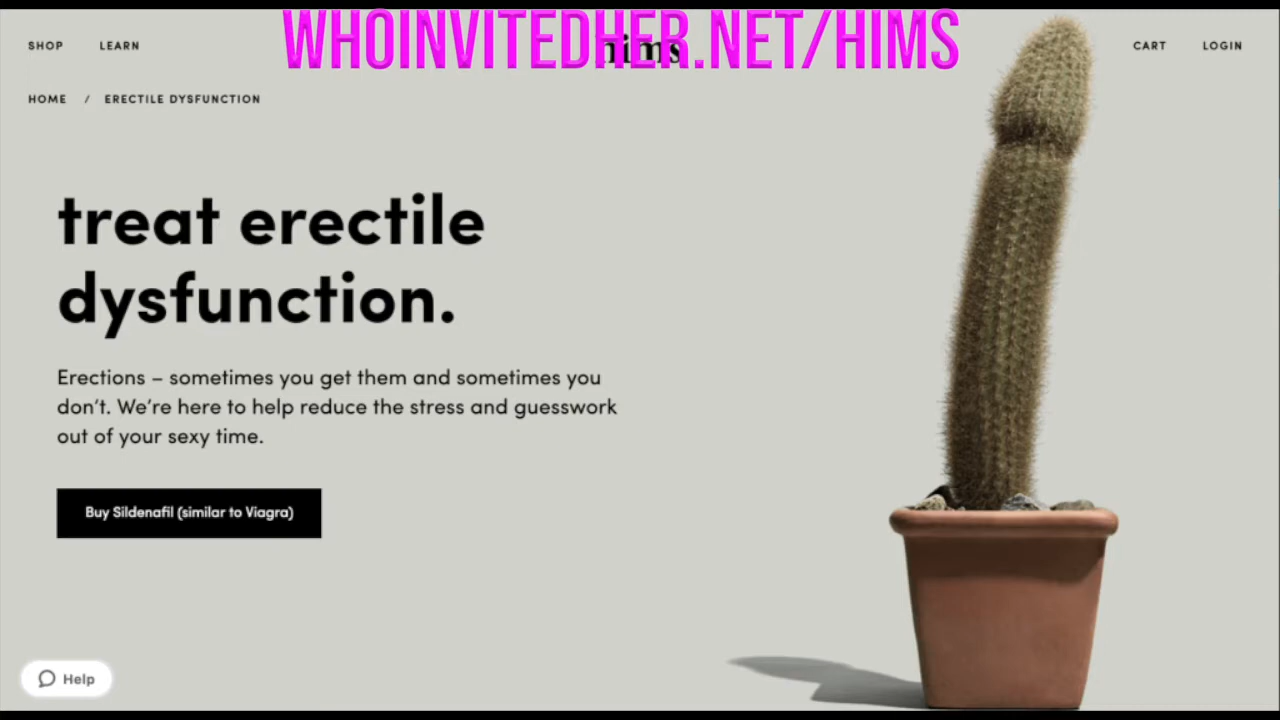 WHOINVITEDHER.NET/HIMS
SHOP LEARN hims CART LOGIN
HOME / ERECTILE DYSFUNCTION
treat erectile
dysfunction.
Erections – sometimes you get them and sometimes you
don't. We're here to help reduce the stress and guesswork
out of your sexy time.
Buy Sildenafil (similar to Viagra)
Help